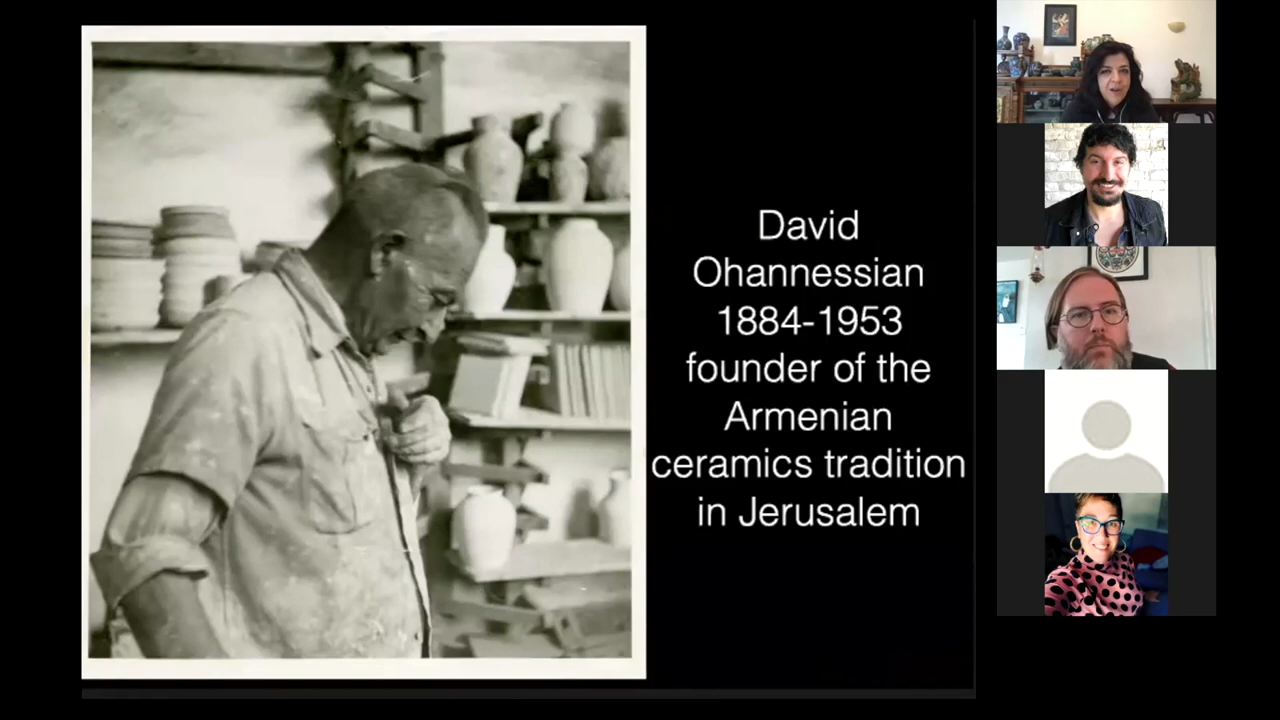 David
Ohannessian
1884-1953
founder of the
Armenian
ceramics tradition
in Jerusalem